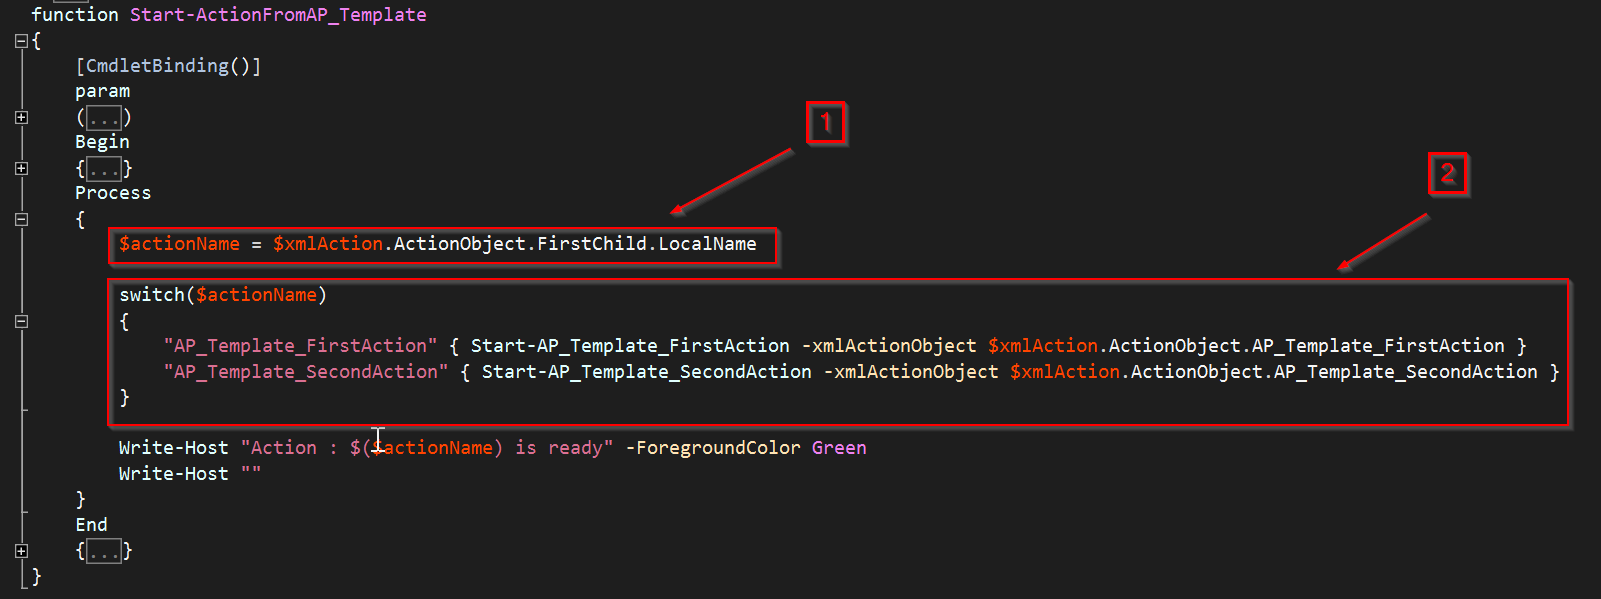 function Start-ActionFromAP_Template
{
[CmdletBinding()]
param
(...)
Begin
{...}
Process
{
1
2
$actionName = $xmlAction.ActionObject.FirstChild.LocalName
switch($actionName)
{
"AP_Template_FirstAction" { Start-AP_Template_FirstAction -xmlActionObject $xmlAction.ActionObject.AP_Template_FirstAction }
"AP_Template_SecondAction" { Start-AP_Template_SecondAction -xmlActionObject $xmlAction.ActionObject.AP_Template_SecondAction }
}
Write-Host "Action : $($actionName) is ready" -ForegroundColor Green
Write-Host ""
}
End
{...}
}